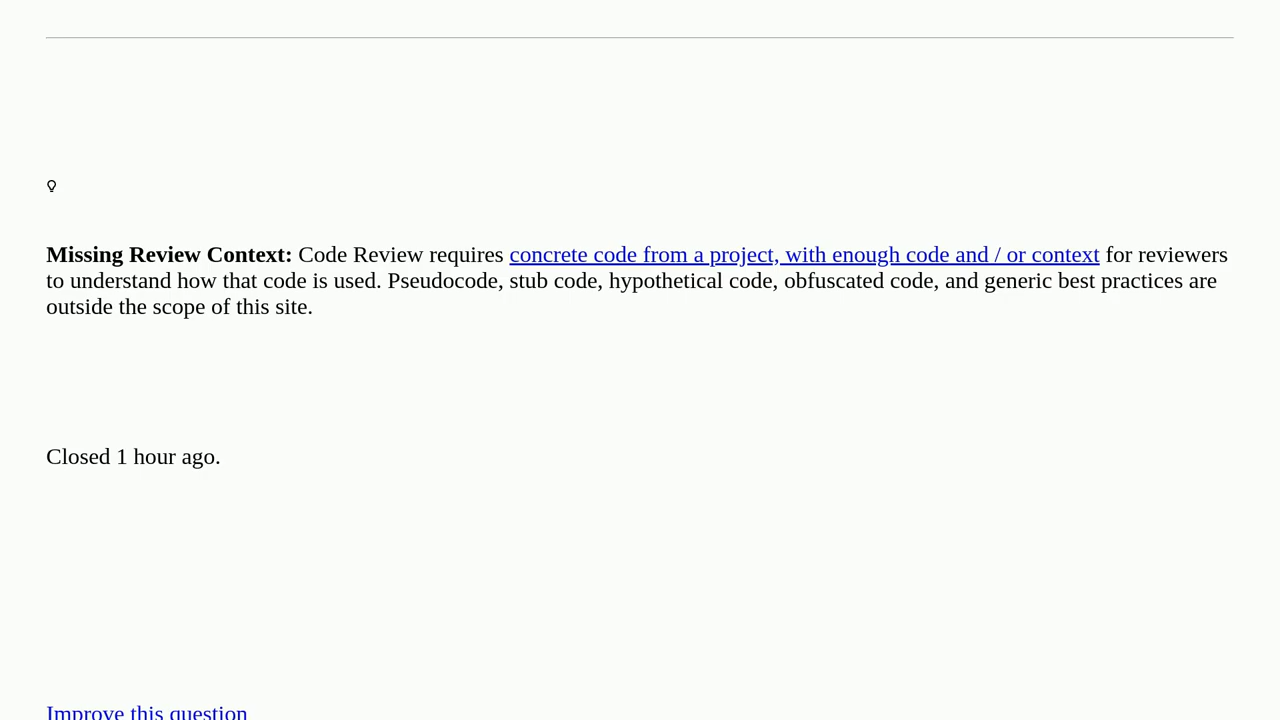 Missing Review Context: Code Review requires concrete code from a project, with enough code and / or context for reviewers
to understand how that code is used. Pseudocode, stub code, hypothetical code, obfuscated code, and generic best practices are
outside the scope of this site.
Closed 1 hour ago.
Improve this question